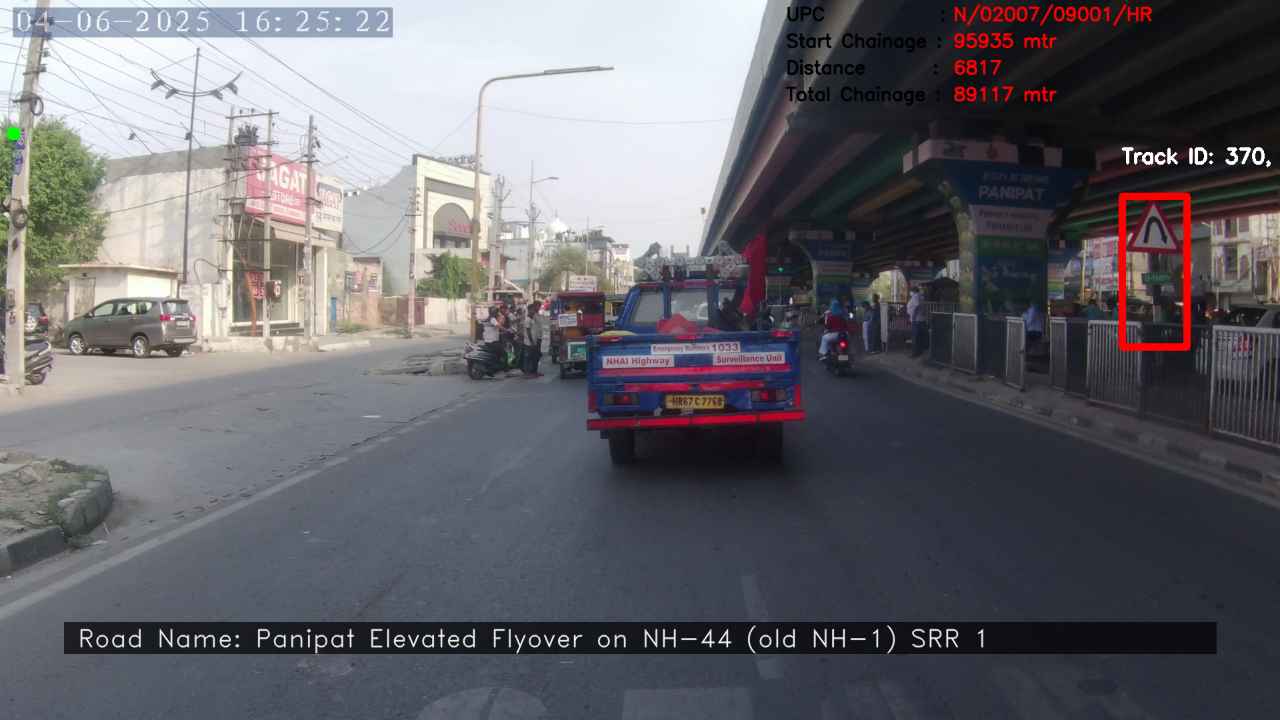 04-06-2025 16:25:22
UPC : N/02007/09001/HR
Start Chainage : 95935 mtr
Distance : 6817
Total Chainage : 89117 mtr
Track ID: 370,
JAGAT
PANIPAT
Emergency Numbers 1033
NHAI Highway
Surveillance Unit
HR67C7768
Road Name: Panipat Elevated Flyover on NH-44 (old NH-1) SRR 1